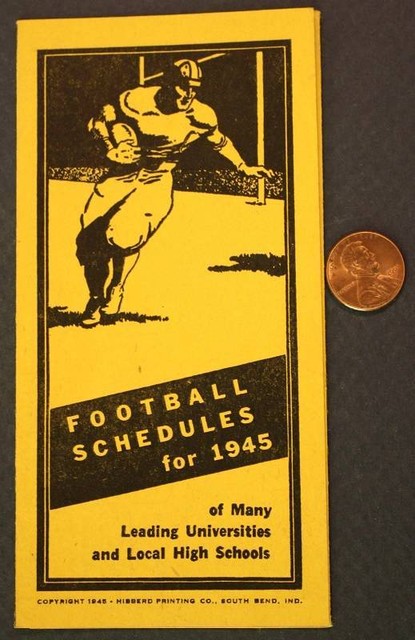 FOOTBALL
SCHEDULES
for 1945
of Many
Leading Universities
and Local High Schools
COPYRIGHT 1945 - HIBBERD PRINTING CO., SOUTH BEND, IND.